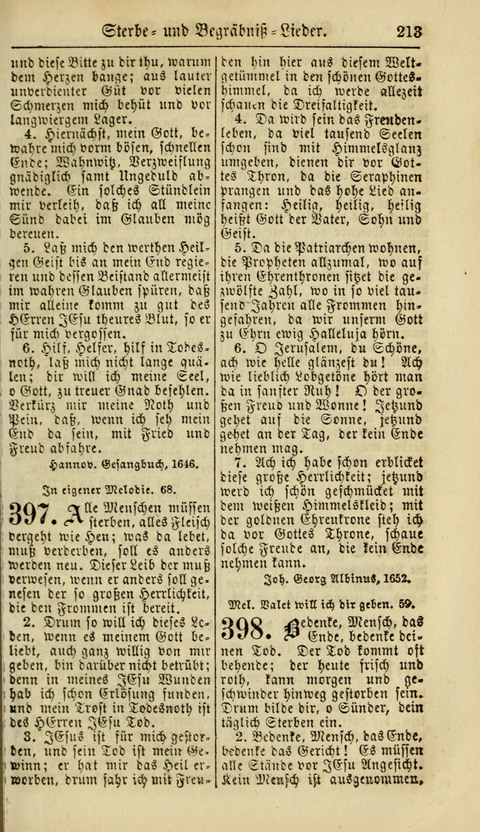 Sterbe- und Begräbniß-Lieder. 213
und diese Bitte zu dir thu, warum
dem Herzen bange; aus lauter
unverdienter Güt vor vielen
Schmerzen mich behüt und vor
langwiergem Lager.
4. Hiernächst, mein Gott, be-
wahre mich vorm bösen, schnellen
Ende; Wahnwitz, Verzweiflung
gnädiglich samt Ungebuld ab-
wende. Ein solches Stündlein
mir verleih, daß ich all meine
Sünd dabei im Glauben mög
bereuen.
5. Laß mich den werthen Heil-
gen Geist bis an mein End regie-
ren und dessen Beistand allermeist
im wahren Glauben spüren, daß
mir alleine komm zu gut des
HErren JEsu theures Blut, so er
für mich vergossen.
6. Hilf, Helfer, hilf in Todes-
noth, laß mich nicht lange quä-
len; dir will ich meine Seel,
o Gott, zu treuer Gnad befehlen.
Verkürz mir meine Noth und
Pein, daß, wenn ich seh mein
End da sein, mit Fried und
Freud abfahre.
Hannov. Gesangbuch, 1646.
In eigener Melodie. 68.
397. Alle Menschen müssen
sterben, alles Fleisch
vergeht wie Heu; was da lebet,
muß verderben, soll es anders
werden neu. Dieser Leib der muß
verwesen, wenn er anders soll ge-
nesen der so großen Herrlichkeit,
die den Frommen ist bereit.
2. Drum so will ich dieses Le-
ben, wenn es meinem Gott be-
liebt, auch ganz willig von mir
geben, bin darüber nicht betrübt;
denn in meines JEsu Wunden
hab ich schon Erlösung funden,
und mein Trost in Todesnoth ist
des HErren JEsu Tod.
3. JEsus ist für mich gestor-
ben, und sein Tod ist mein Ge-
winn; er hat mir das Heil er-
worben, drum fahr ich mit Freu-
den hin hier aus diesem Welt-
getümmel in den schönen Gottes-
himmel, da ich werde allezeit
schauen die Dreifaltigkeit.
4. Da wird sein das Freuden-
leben, da viel tausend Seelen
schon sind mit Himmelsglanz
umgeben, dienen dir vor Got-
tes Thron, da die Seraphinen
prangen und das hohe Lied an-
fangen: Heilig, heilig, heilig
heißt Gott der Vater, Sohn und
Geist.
5. Da die Patriarchen wohnen,
die Propheten allzumal, wo auf
ihren Ehrenthronen sitzet die ge-
zwölfte Zahl, wo in so viel tau-
send Jahren alle Frommen hin-
gefahren, da wir unserm Gott
zu Ehrn ewig Halleluja hörn.
6. O Jerusalem, du Schöne,
ach wie helle glänzest du! Ach
wie lieblich Lobgetöne hört man
da in sanfter Ruh! O der gro-
ßen Freud und Wonne! Jetzund
gehet auf die Sonne, jetzund
gehet an der Tag, der kein Ende
nehmen mag.
7. Ach ich habe schon erblicket
diese große Herrlichkeit; jetzund
werd ich schön geschmücket mit
dem weißen Himmelskleid; mit
der goldnen Ehrenkrone steh ich
da vor Gottes Throne, schaue
solche Freude an, die kein Ende
nehmen kann.
Joh. Georg Albinus, 1652.
Mel. Valet will ich dir geben. 59.
398. Bedenke, Mensch, das
Ende, bedenke dei-
nen Tod. Der Tod kommt oft
behende; der heute frisch und
roth, kann morgen und ge-
schwinder hinweg gestorben sein.
Drum bilde dir, o Sünder, bein
täglich Sterben ein.
2. Bedenke, Mensch, das Ende,
bedenke das Gericht! Es müssen
alle Stände vor JEsu Angesicht.
Kein Mensch ist ausgenommen,